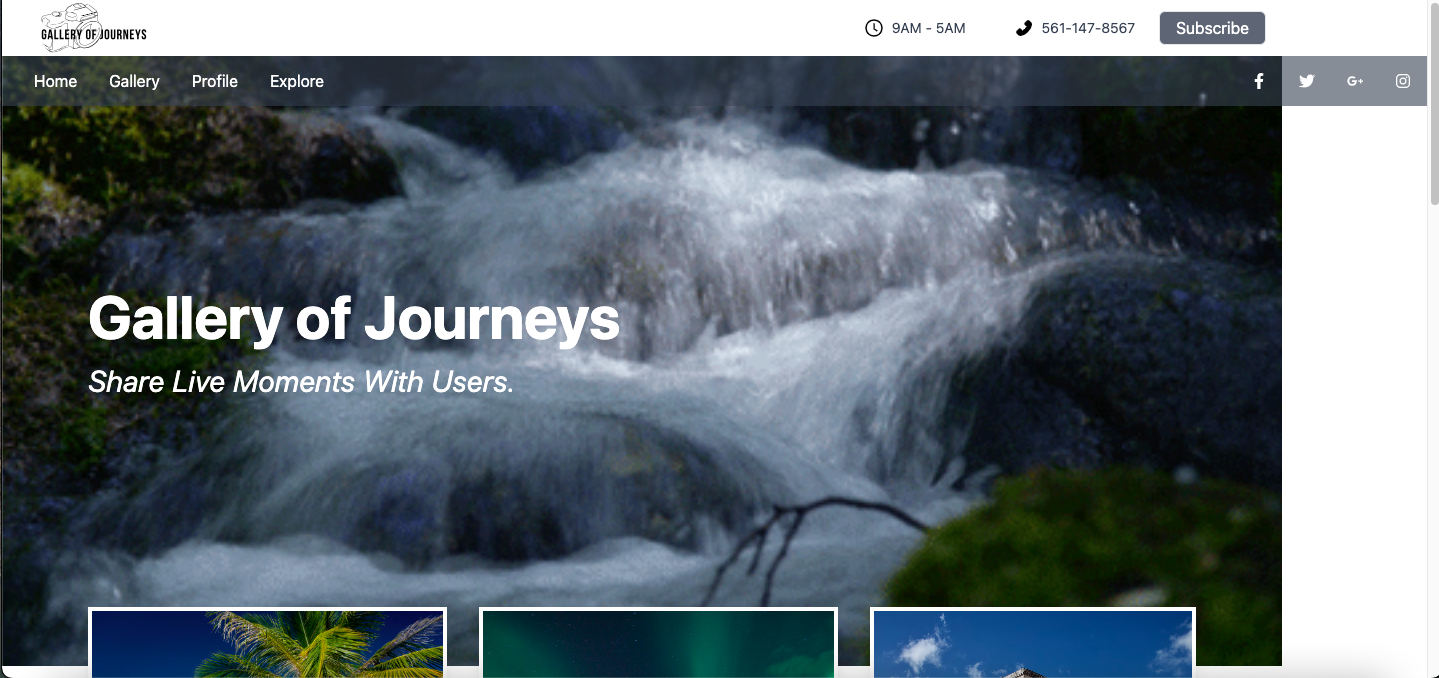 GALLERY OF JOURNEYS
9AM - 5AM
561-147-8567
Subscribe
Home
Gallery
Profile
Explore
G+
Gallery of Journeys
Share Live Moments With Users.